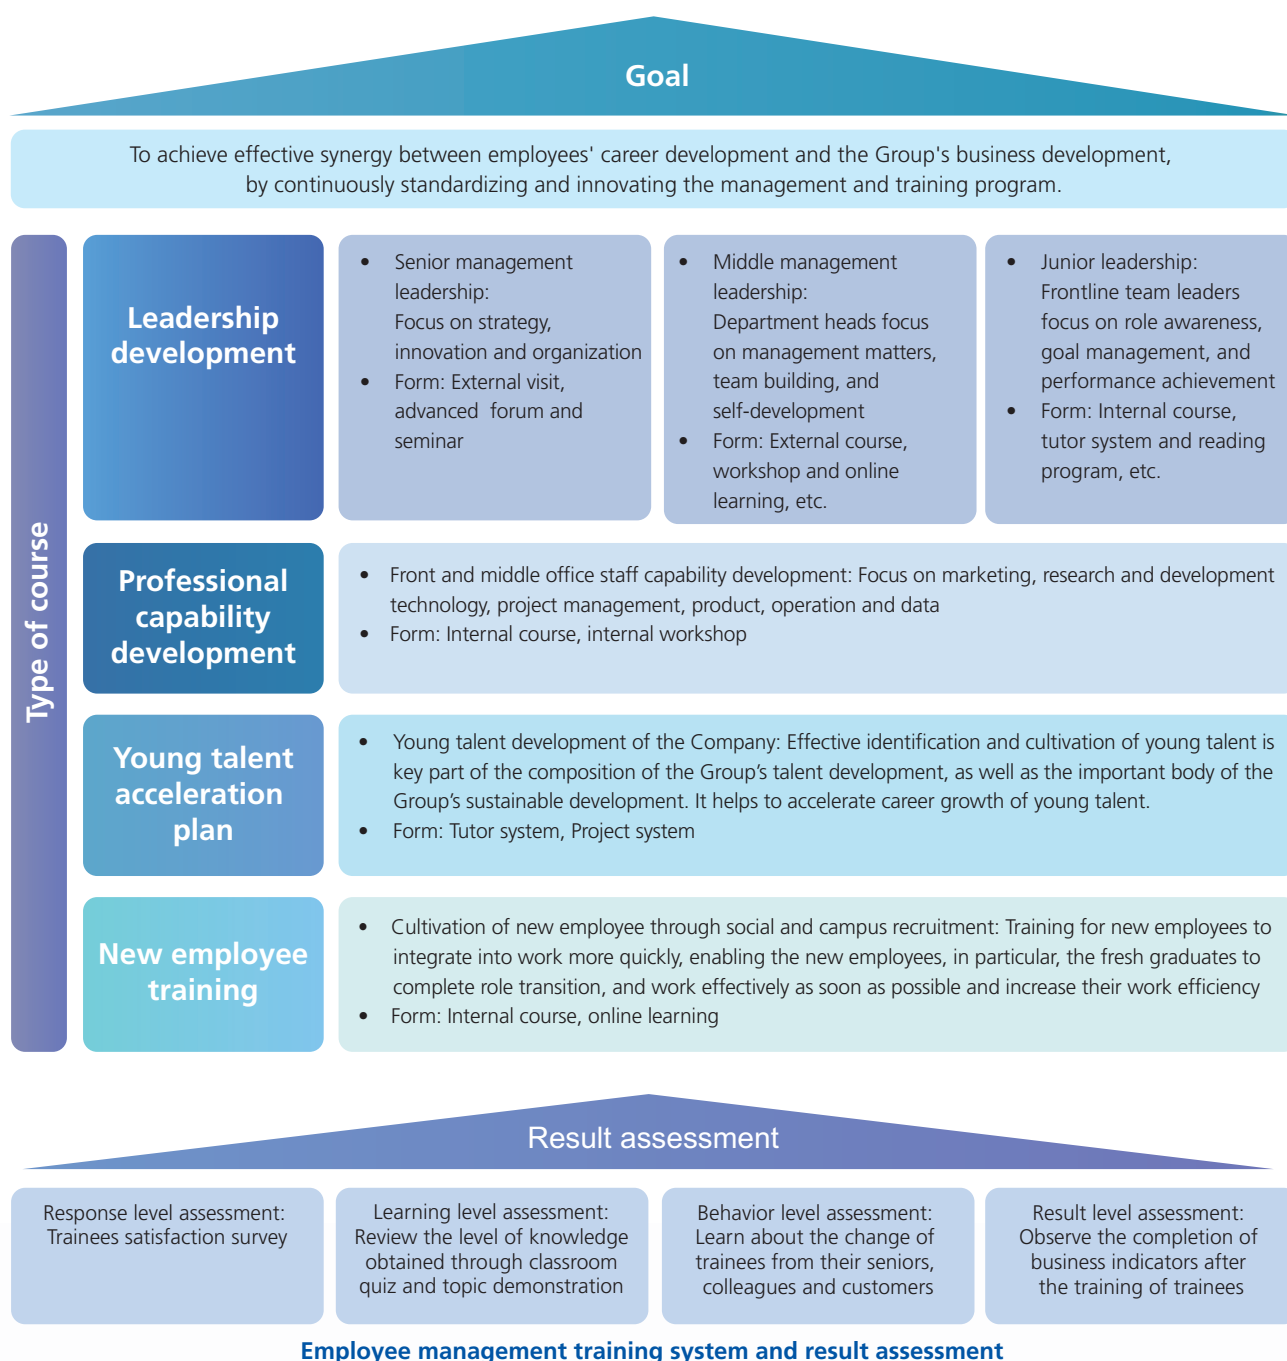 Goal
To achieve effective synergy between employees' career development and the Group's business development,
by continuously standardizing and innovating the management and training program.
Type of course
Leadership
development
• Senior management
leadership:
Focus on strategy,
innovation and organization
• Form: External visit,
advanced forum and
seminar
• Middle management
leadership:
Department heads focus
on management matters,
team building, and
self-development
• Form: External course,
workshop and online
learning, etc.
• Junior leadership:
Frontline team leaders
focus on role awareness,
goal management, and
performance achievement
• Form: Internal course,
tutor system and reading
program, etc.
Professional
capability
development
• Front and middle office staff capability development: Focus on marketing, research and development
technology, project management, product, operation and data
• Form: Internal course, internal workshop
Young talent
acceleration
plan
• Young talent development of the Company: Effective identification and cultivation of young talent is
key part of the composition of the Group’s talent development, as well as the important body of the
Group’s sustainable development. It helps to accelerate career growth of young talent.
• Form: Tutor system, Project system
New employee
training
• Cultivation of new employee through social and campus recruitment: Training for new employees to
integrate into work more quickly, enabling the new employees, in particular, the fresh graduates to
complete role transition, and work effectively as soon as possible and increase their work efficiency
• Form: Internal course, online learning
Result assessment
Response level assessment:
Trainees satisfaction survey
Learning level assessment:
Review the level of knowledge
obtained through classroom
quiz and topic demonstration
Behavior level assessment:
Learn about the change of
trainees from their seniors,
colleagues and customers
Result level assessment:
Observe the completion of
business indicators after
the training of trainees
Employee management training system and result assessment